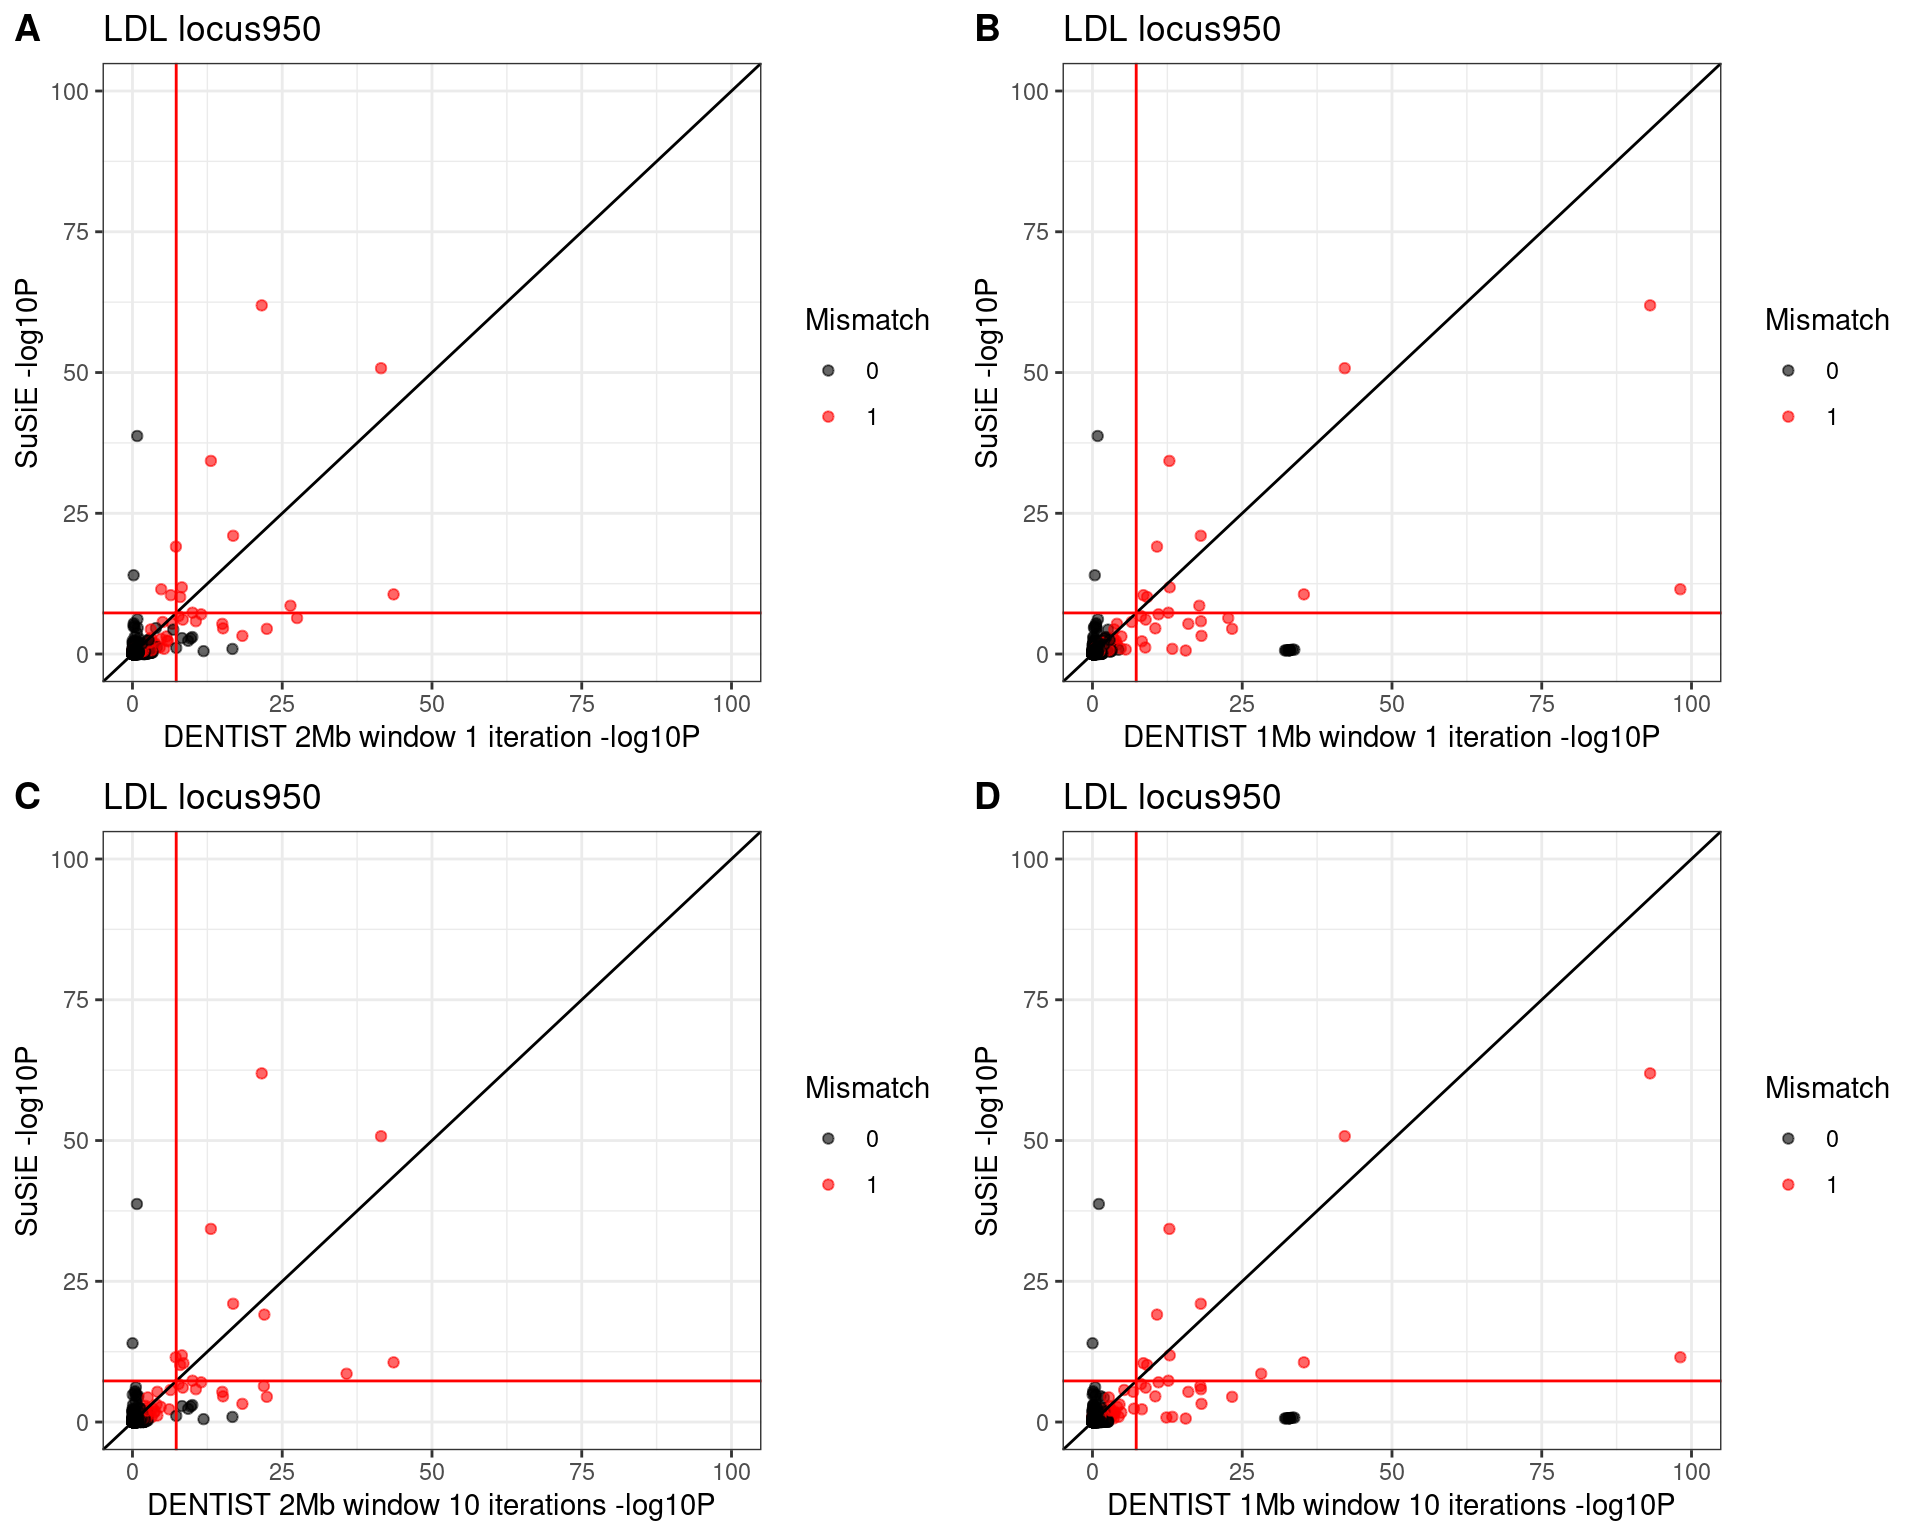 A LDL locus950
100
75
50
25
0
SuSiE -log10P
0 25 50 75 100
DENTIST 2Mb window 1 iteration -log10P
Mismatch
0
1
B LDL locus950
100
75
50
25
0
SuSiE -log10P
0 25 50 75 100
DENTIST 1Mb window 1 iteration -log10P
Mismatch
0
1
C LDL locus950
100
75
50
25
0
SuSiE -log10P
0 25 50 75 100
DENTIST 2Mb window 10 iterations -log10P
Mismatch
0
1
D LDL locus950
100
75
50
25
0
SuSiE -log10P
0 25 50 75 100
DENTIST 1Mb window 10 iterations -log10P
Mismatch
0
1